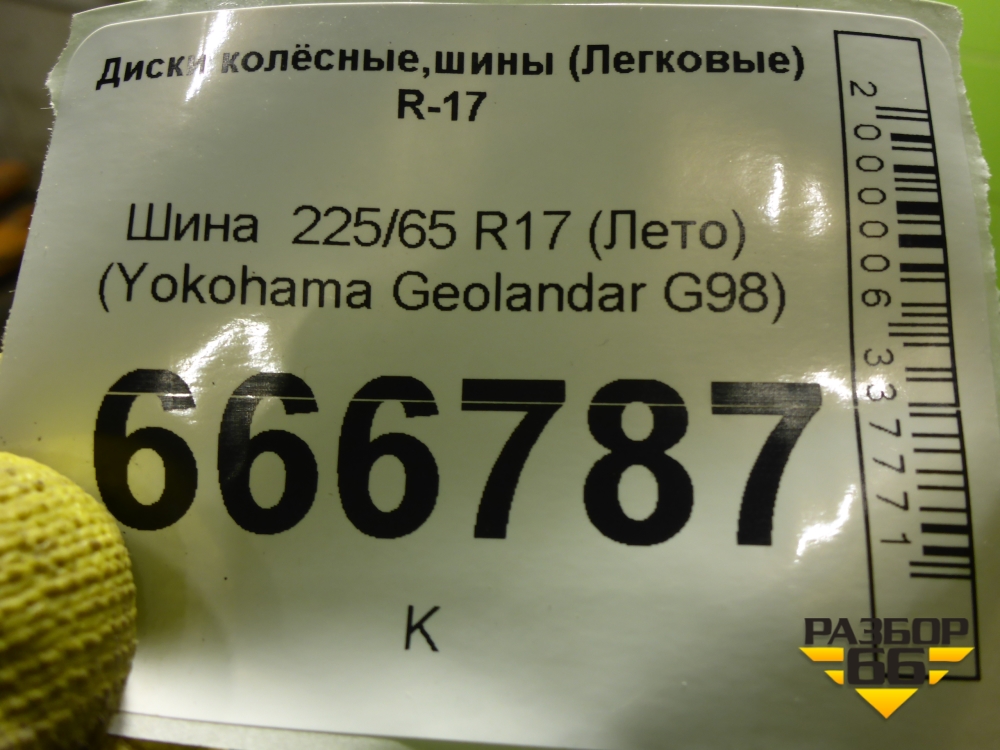 Диски колёсные,шины (Легковые)
R-17
Шина 225/65 R17 (Лето)
(Yokohama Geolandar G98)
666787
К
2000006337771
РАЗБОР
66